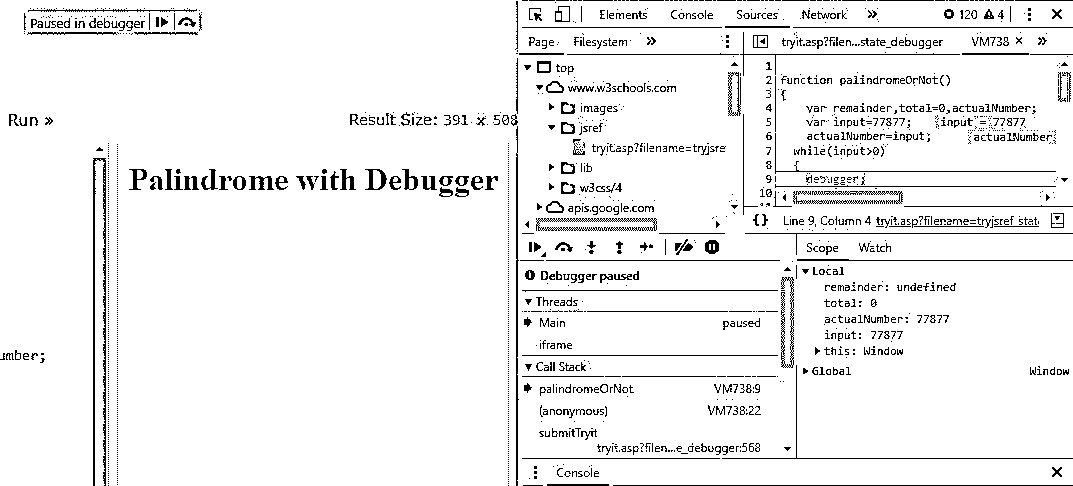 Paused in debugger
Run »
Result Size: 391 x 508
Palindrome with Debugger
umber;
Elements Console Sources Network » 120 4
Page Filesystem »
top
www.w3schools.com
images
jsref
tryit.asp?filename=tryjsre
lib
w3css/4
apis.google.com
tryit.asp?filen...state_debugger VM738 × »
1
2 function palindromeOrNot()
3 {
4 var remainder,total=0,actualNumber;
5 var input=77877; input = 77877
6 actualNumber=input; actualNumber
7 while(input>0)
8 {
9 debugger;
10
{} Line 9, Column 4 tryit.asp?filename=tryjsref_state
Debugger paused
Threads
Main paused
iframe
Call Stack
palindromeOrNot VM738:9
(anonymous) VM738:22
submitTryit
tryit.asp?filen...e_debugger:568
Scope Watch
Local
remainder: undefined
total: 0
actualNumber: 77877
input: 77877
this: Window
Global Window
Console